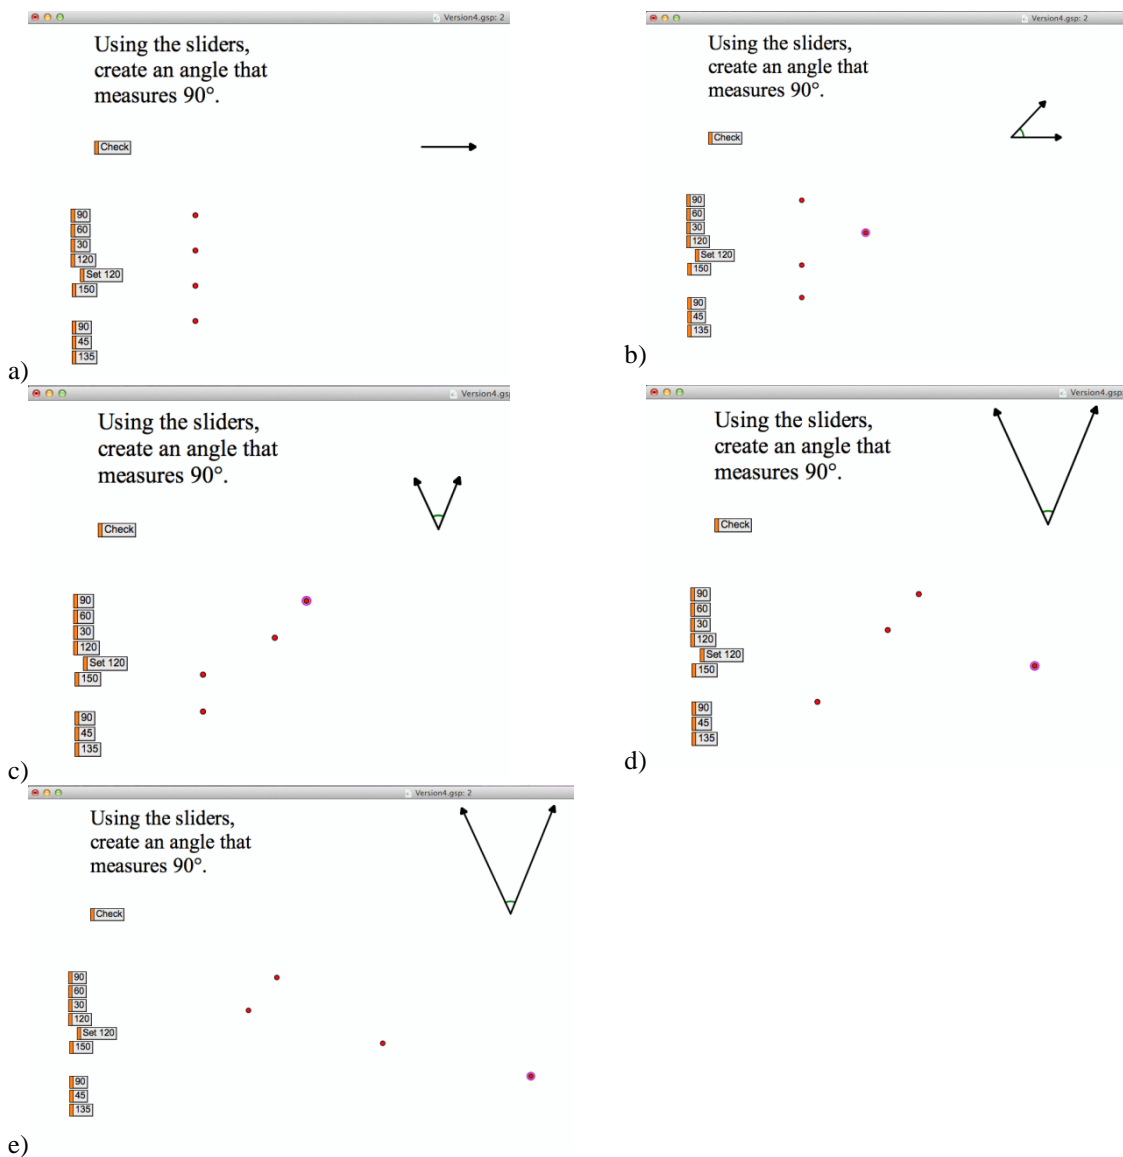 Version4.gsp: 2
Using the sliders,
create an angle that
measures 90°.
Check
90
60
30
120
Set 120
150
90
45
135
a)
Version4.gsp: 2
Using the sliders,
create an angle that
measures 90°.
Check
90
60
30
120
Set 120
150
90
45
135
b)
Version4.gs
Using the sliders,
create an angle that
measures 90°.
Check
90
60
30
120
Set 120
150
90
45
135
c)
Version4.gsp:
Using the sliders,
create an angle that
measures 90°.
Check
90
60
30
120
Set 120
150
90
45
135
d)
Version4.gsp: 2
Using the sliders,
create an angle that
measures 90°.
Check
90
60
30
120
Set 120
150
90
45
135
e)